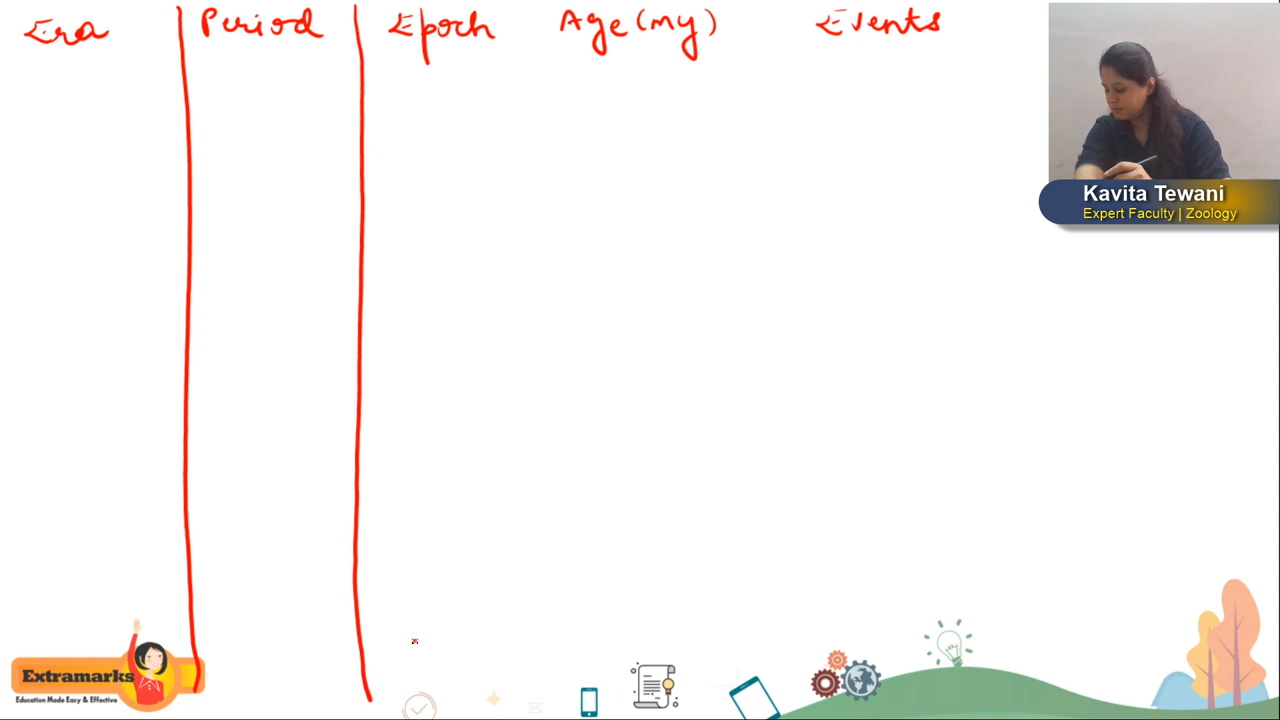 Era Period Epoch Age (my) Events
Kavita Tewani
Expert Faculty | Zoology
Extramarks
Education Made Easy & Effective